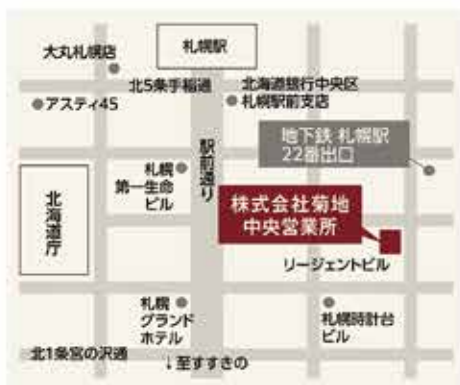 札幌駅
大丸札幌店
北5条手稲通
北海道銀行中央区
札幌駅前支店
アスティ45
地下鉄 札幌駅
22番出口
駅前通り
札幌
第一生命
ビル
北海道庁
株式会社菊地
中央営業所
リージェントビル
札幌
グランド
ホテル
札幌時計台
ビル
北1条宮の沢通
↓至すすきの